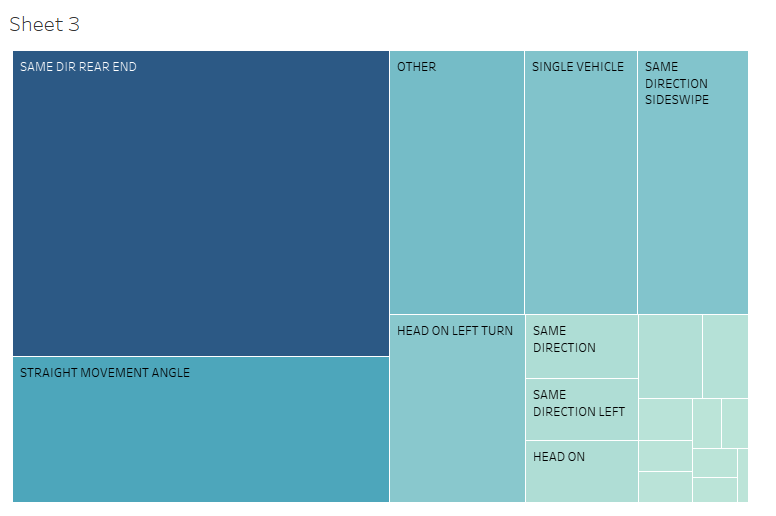 Sheet 3
SAME DIR REAR END
STRAIGHT MOVEMENT ANGLE
OTHER
SINGLE VEHICLE
SAME
DIRECTION
SIDESWIPE
HEAD ON LEFT TURN
SAME
DIRECTION
SAME
DIRECTION LEFT
HEAD ON